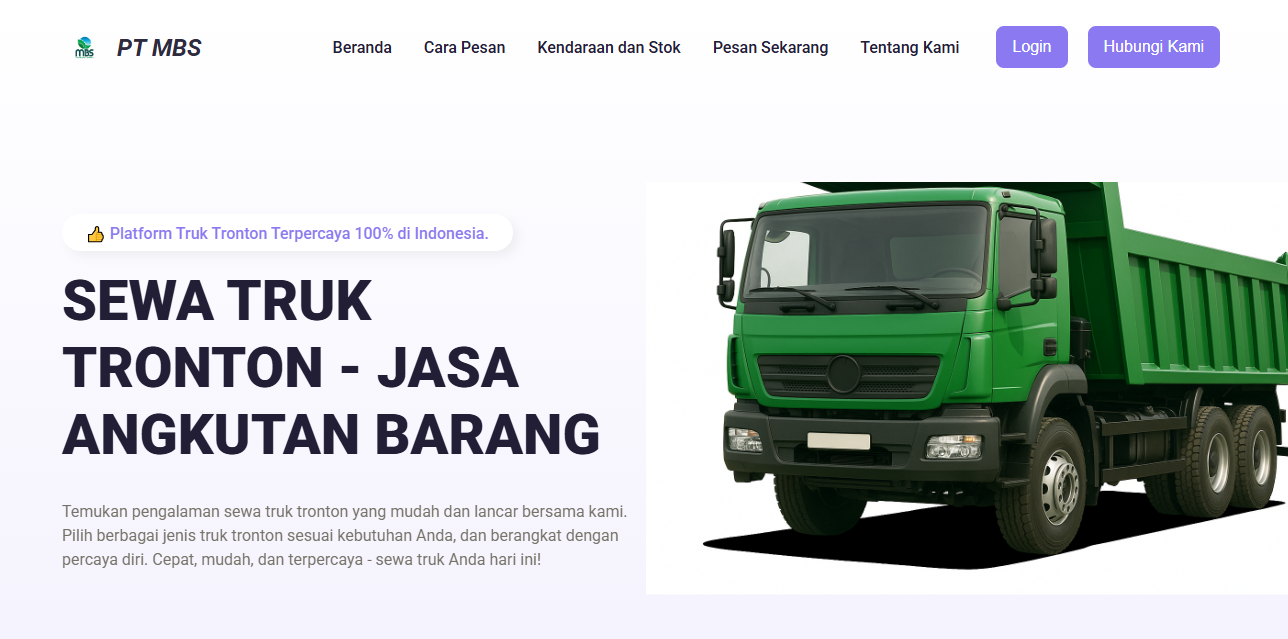 MBS
PT MBS
Beranda
Cara Pesan
Kendaraan dan Stok
Pesan Sekarang
Tentang Kami
Login
Hubungi Kami
👍 Platform Truk Tronton Terpercaya 100% di Indonesia.
SEWA TRUK
TRONTON - JASA
ANGKUTAN BARANG
Temukan pengalaman sewa truk tronton yang mudah dan lancar bersama kami.
Pilih berbagai jenis truk tronton sesuai kebutuhan Anda, dan berangkat dengan
percaya diri. Cepat, mudah, dan terpercaya - sewa truk Anda hari ini!